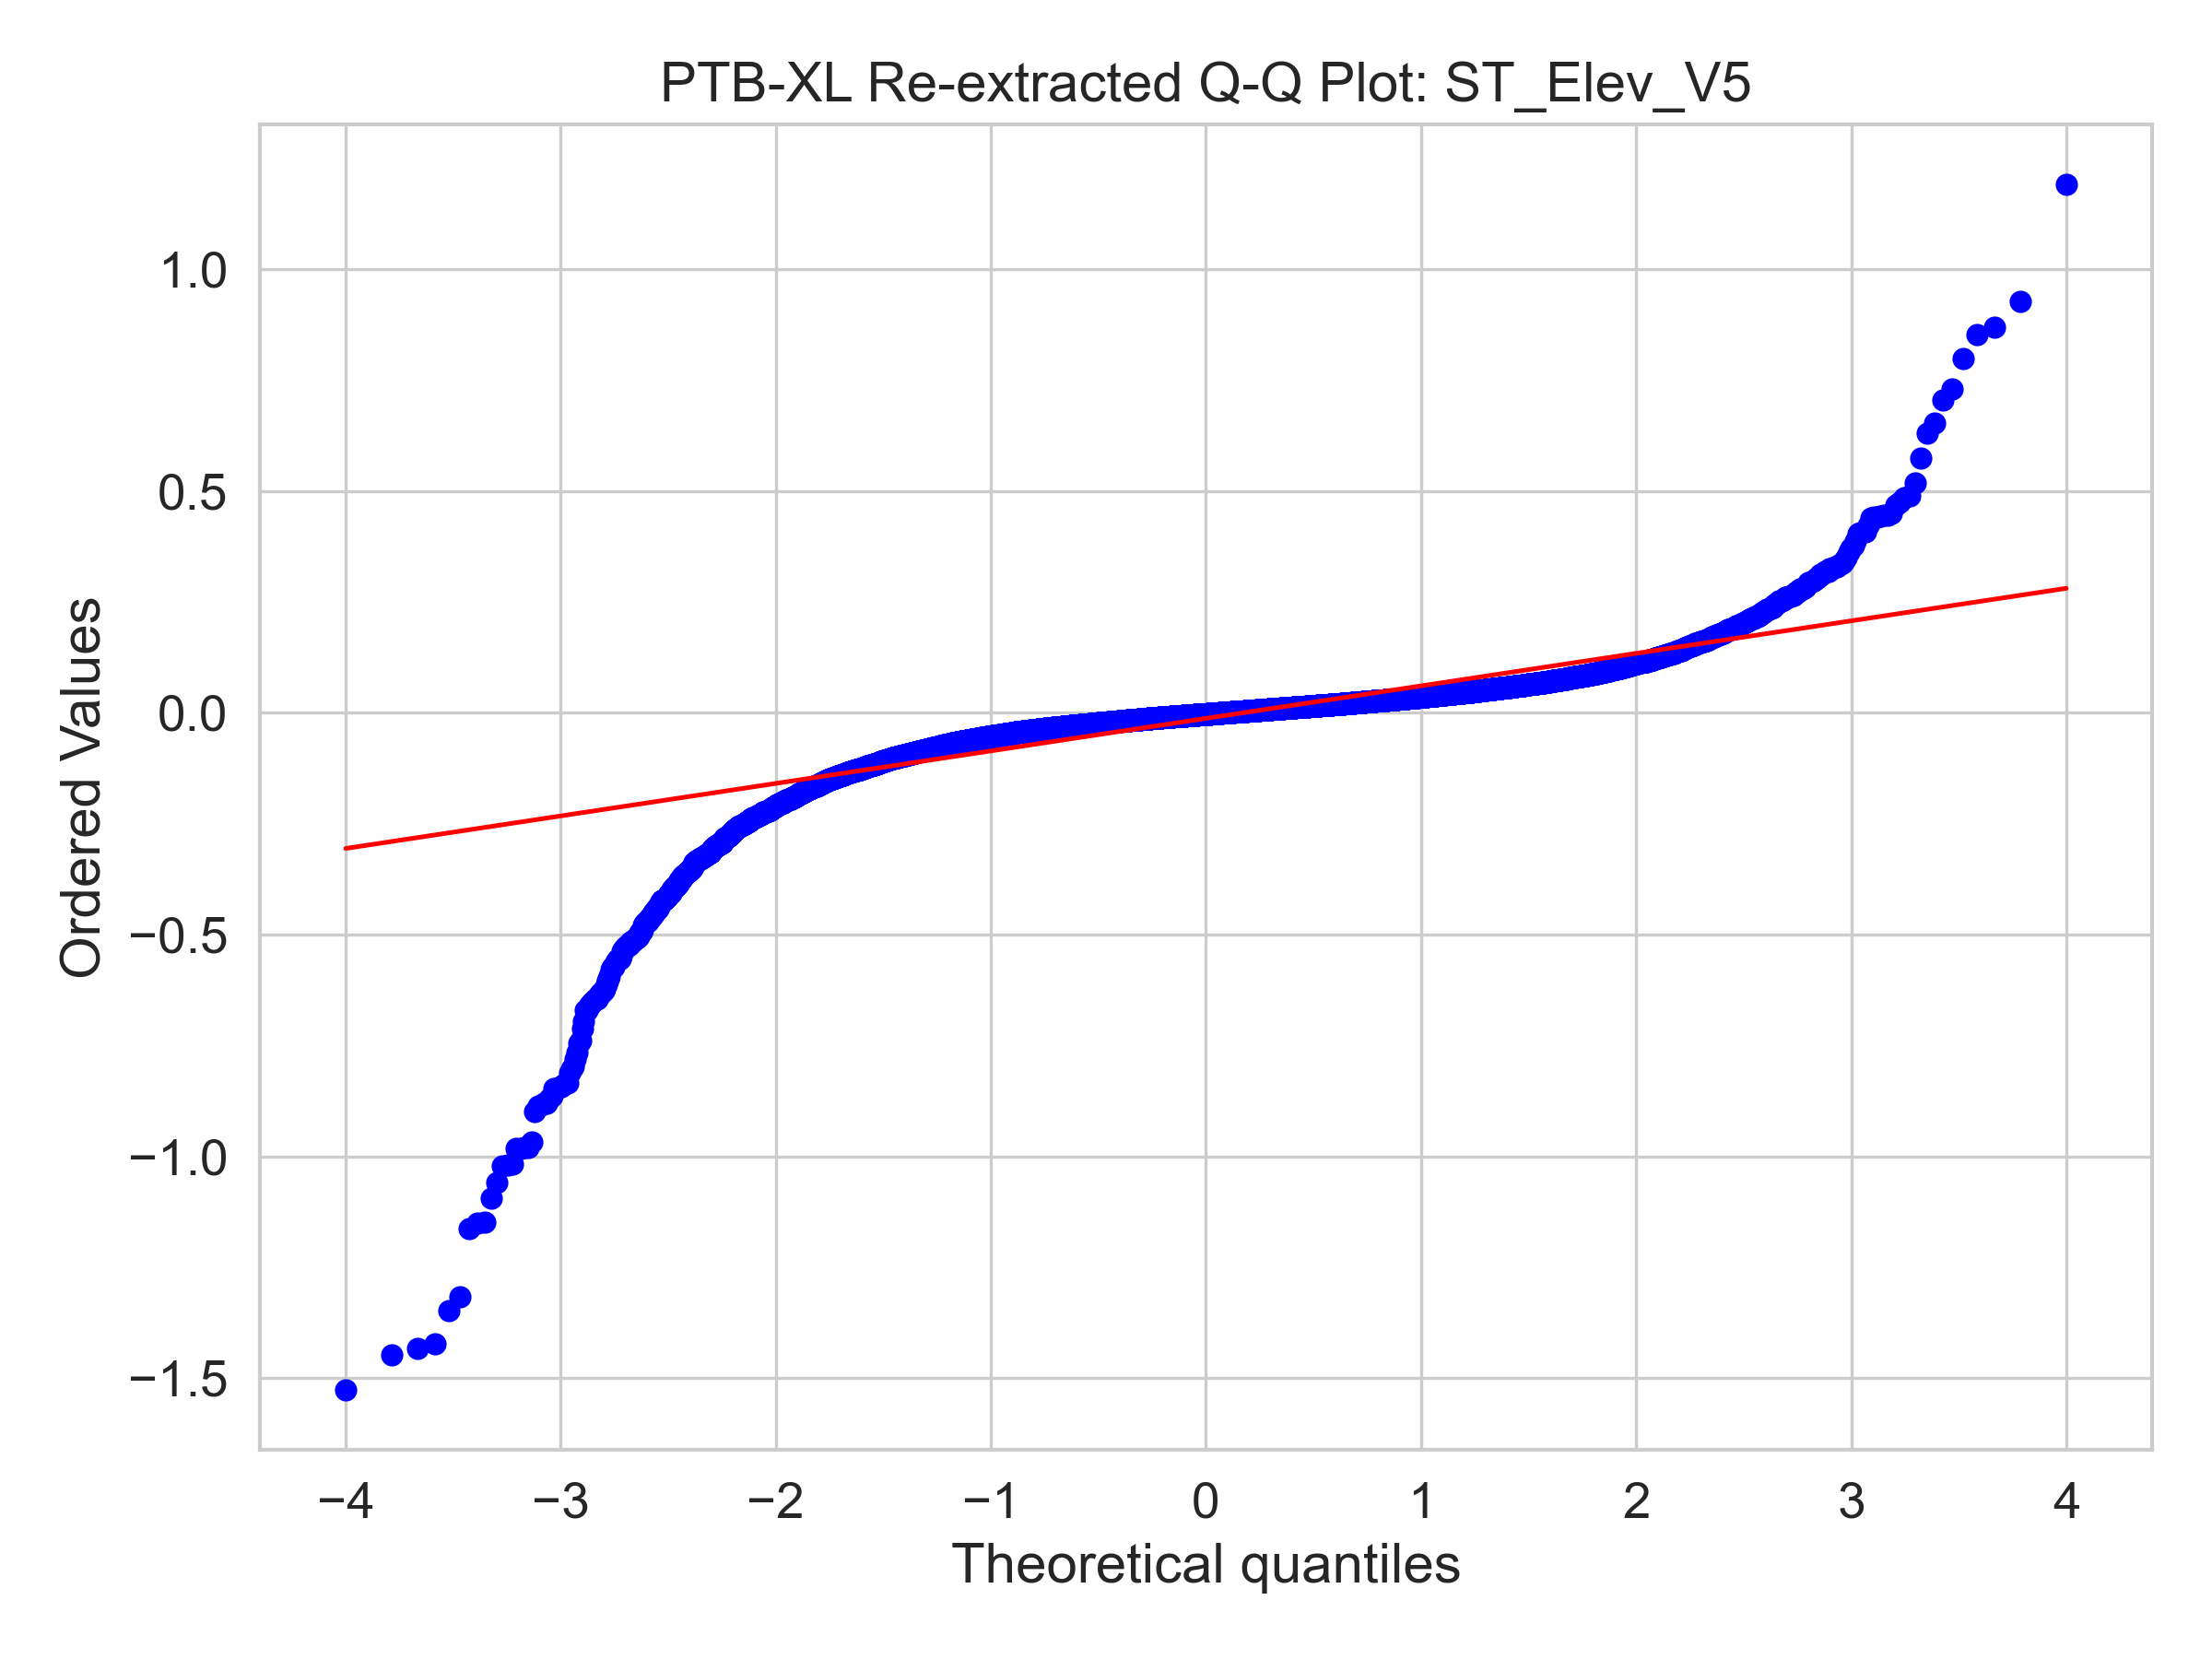 PTB-XL Re-extracted Q-Q Plot: ST_Elev_V5
1.0
0.5
0.0
−0.5
−1.0
−1.5
Ordered Values
−4 −3 −2 −1 0 1 2 3 4
Theoretical quantiles